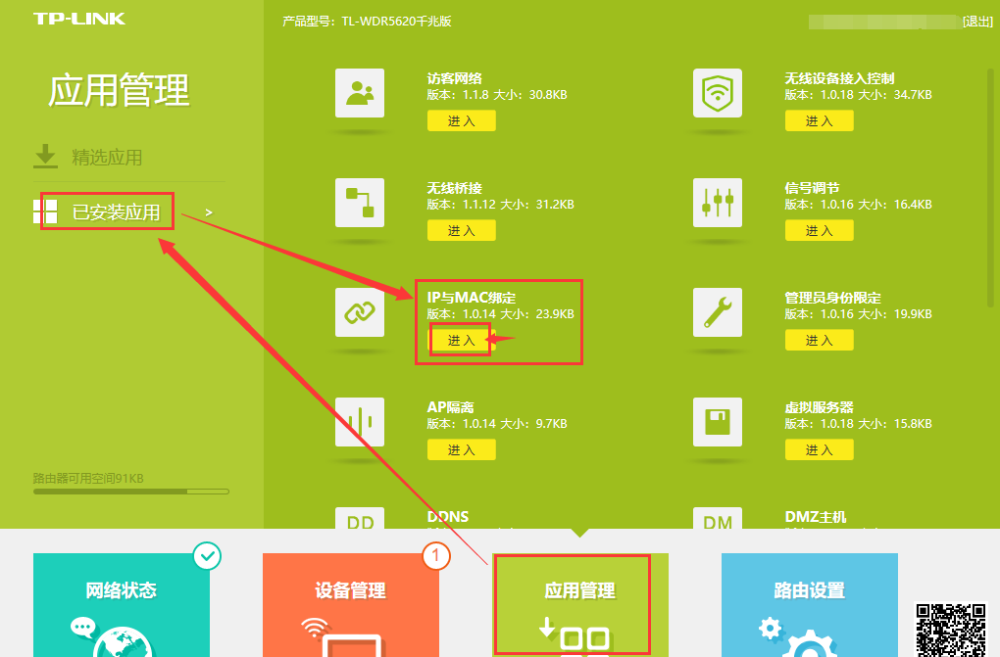 TP-LINK
产品型号：TL-WDR5620千兆版
[退出]
应用管理
精选应用
已安装应用 >
路由器可用空间91KB
访客网络
版本：1.1.8 大小：30.8KB
进 入
无线设备接入控制
版本：1.0.18 大小：34.7KB
进 入
无线桥接
版本：1.1.12 大小：31.2KB
进 入
信号调节
版本：1.0.16 大小：16.4KB
进 入
IP与MAC绑定
版本：1.0.14 大小：23.9KB
进 入
管理员身份限定
版本：1.0.16 大小：19.9KB
进 入
AP隔离
版本：1.0.14 大小：9.7KB
进 入
虚拟服务器
版本：1.0.18 大小：15.8KB
进 入
DD
DDNS
DM
DMZ主机
网络状态
设备管理
1
应用管理
路由设置